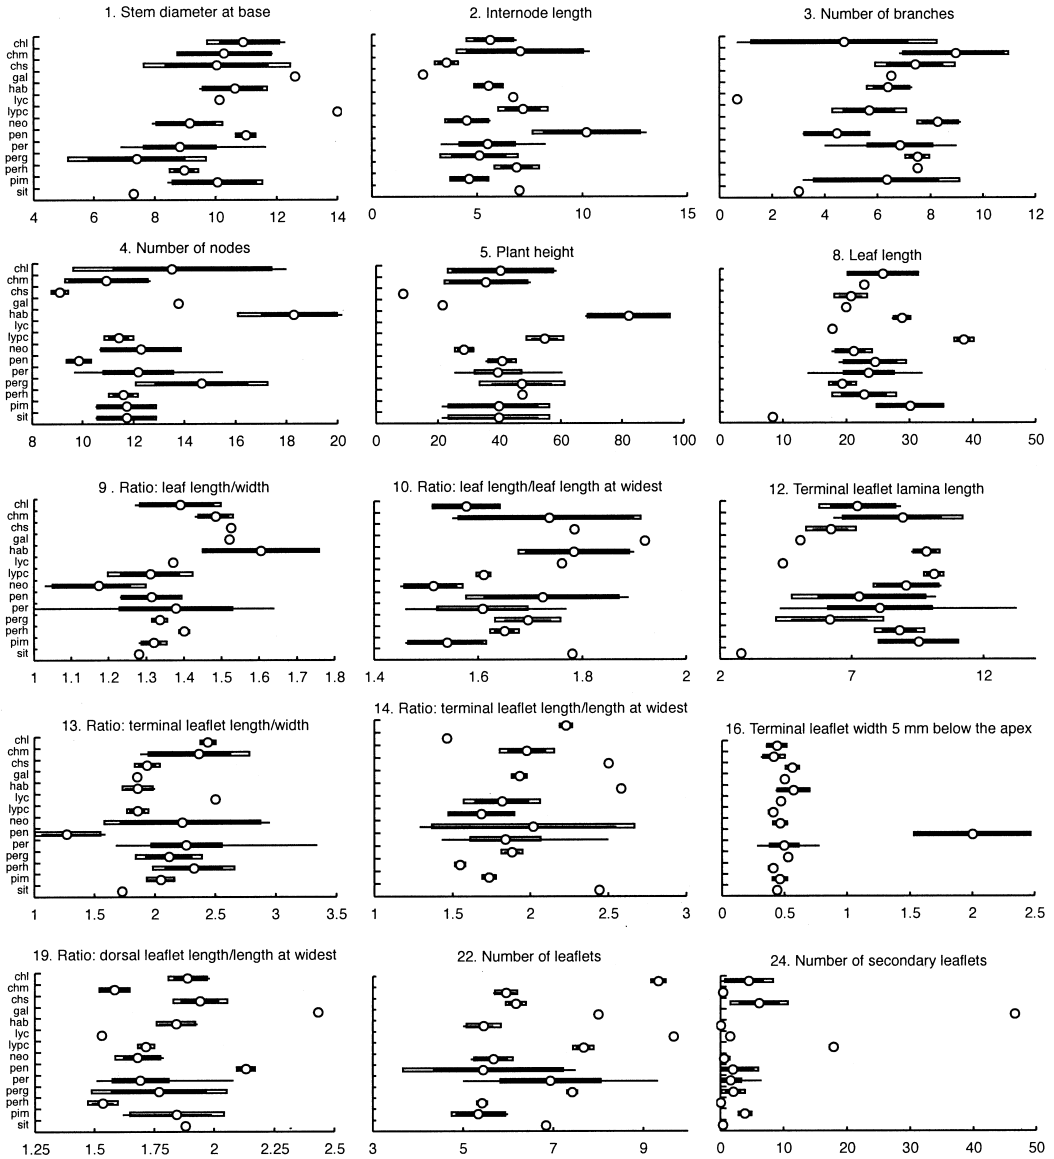 1. Stem diameter at base
2. Internode length
3. Number of branches
chl
chm
chs
gal
hab
lyc
lypc
neo
pen
per
perg
perh
pim
sit
4 6 8 10 12 14
0 5 10 15
0 2 4 6 8 10 12
4. Number of nodes
5. Plant height
8. Leaf length
chl
chm
chs
gal
hab
lyc
lypc
neo
pen
per
perg
perh
pim
sit
8 10 12 14 16 18 20
0 20 40 60 80 100
0 10 20 30 40 50
9 . Ratio: leaf length/width
10. Ratio: leaf length/leaf length at widest
12. Terminal leaflet lamina length
chl
chm
chs
gal
hab
lyc
lypc
neo
pen
per
perg
perh
pim
sit
1 1.1 1.2 1.3 1.4 1.5 1.6 1.7 1.8
1.4 1.6 1.8 2
2 7 12
13. Ratio: terminal leaflet length/width
14. Ratio: terminal leaflet length/length at widest
16. Terminal leaflet width 5 mm below the apex
chl
chm
chs
gal
hab
lyc
lypc
neo
pen
per
perg
perh
pim
sit
1 1.5 2 2.5 3 3.5
1 1.5 2 2.5 3
0 0.5 1 1.5 2 2.5
19. Ratio: dorsal leaflet length/length at widest
22. Number of leaflets
24. Number of secondary leaflets
chl
chm
chs
gal
hab
lyc
lypc
neo
pen
per
perg
perh
pim
sit
1.25 1.5 1.75 2 2.25 2.5
3 5 7 9
0 10 20 30 40 50